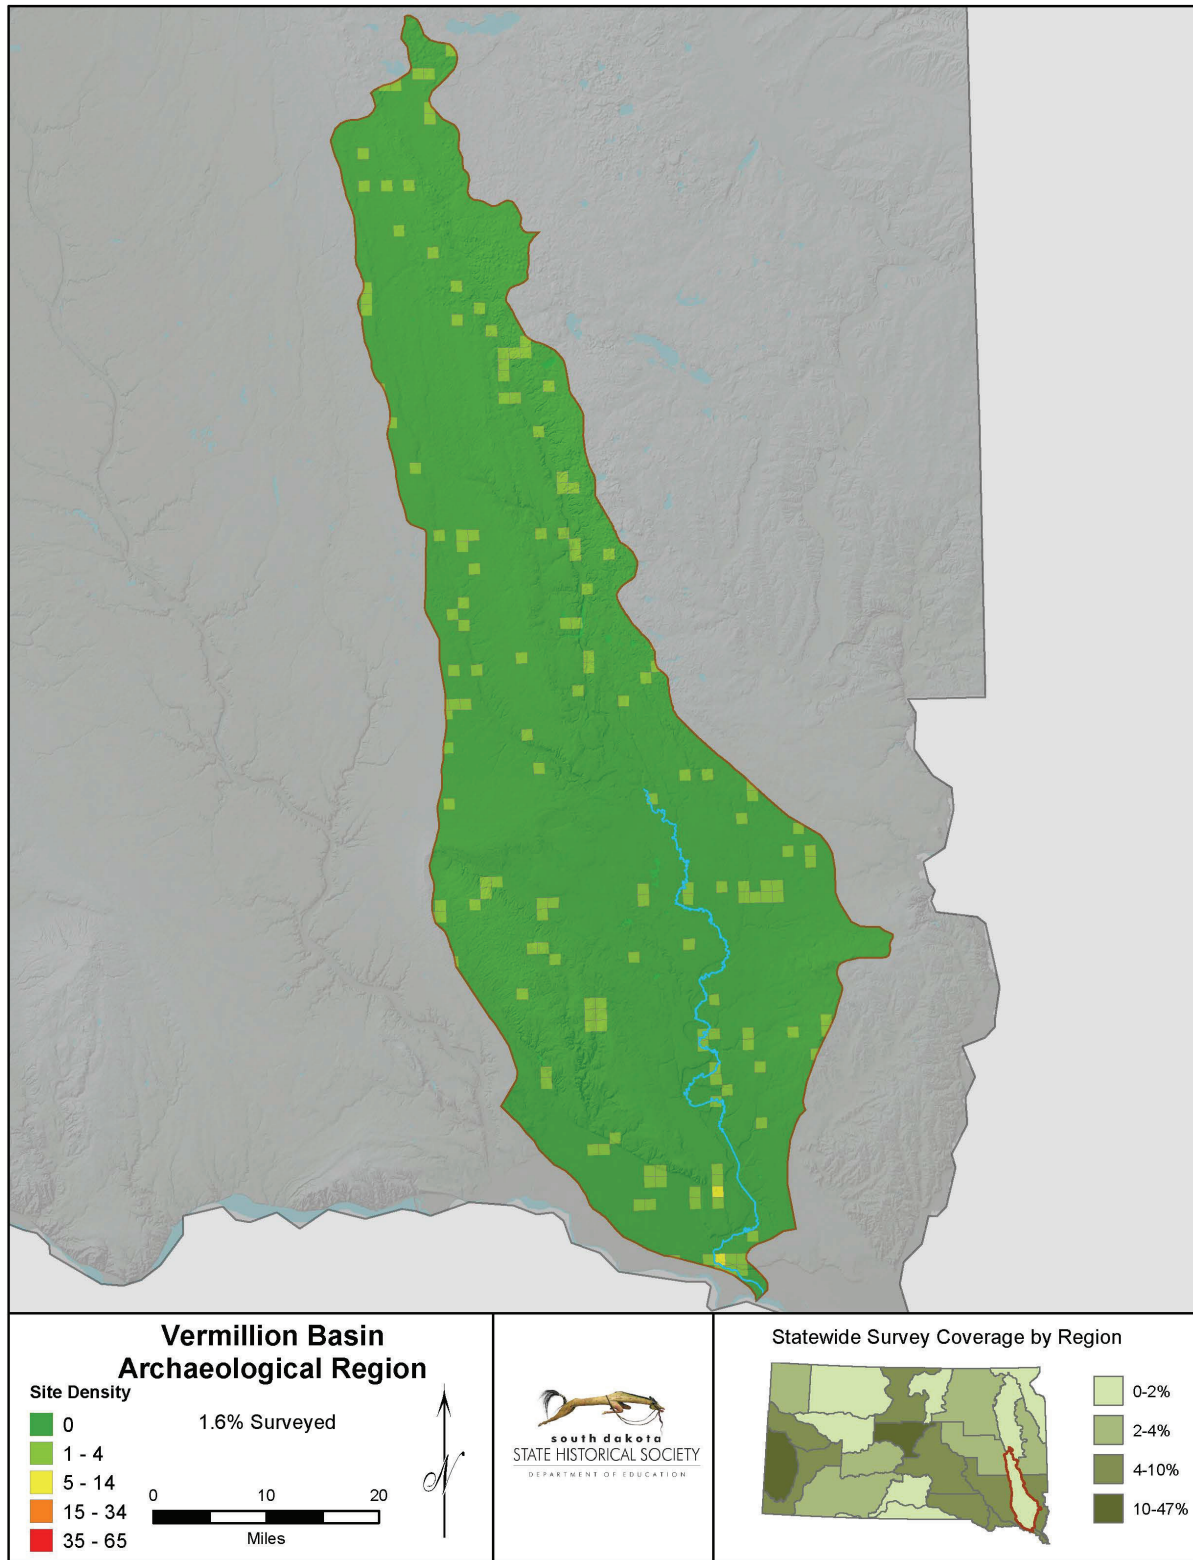 Vermillion Basin
Archaeological Region
Site Density
0
1 - 4
5 - 14
15 - 34
35 - 65
1.6% Surveyed
N
0 10 20
Miles
south dakota
STATE HISTORICAL SOCIETY
DEPARTMENT OF EDUCATION
Statewide Survey Coverage by Region
0-2%
2-4%
4-10%
10-47%